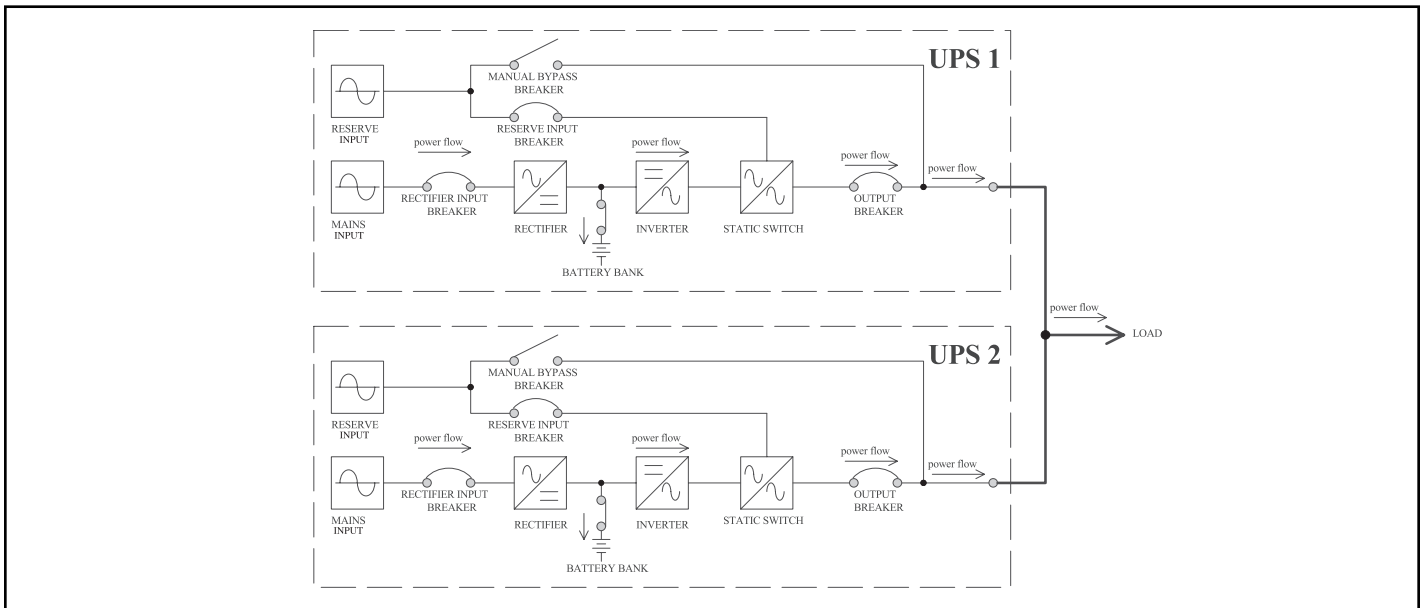 UPS 1
MANUAL BYPASS
BREAKER
RESERVE
INPUT
RESERVE INPUT
BREAKER
power flow
power flow
power flow
power flow
RECTIFIER INPUT
BREAKER
OUTPUT
BREAKER
MAINS
INPUT
RECTIFIER
INVERTER
STATIC SWITCH
BATTERY BANK
power flow
LOAD
UPS 2
MANUAL BYPASS
BREAKER
RESERVE
INPUT
RESERVE INPUT
BREAKER
power flow
power flow
power flow
power flow
RECTIFIER INPUT
BREAKER
OUTPUT
BREAKER
MAINS
INPUT
RECTIFIER
INVERTER
STATIC SWITCH
BATTERY BANK